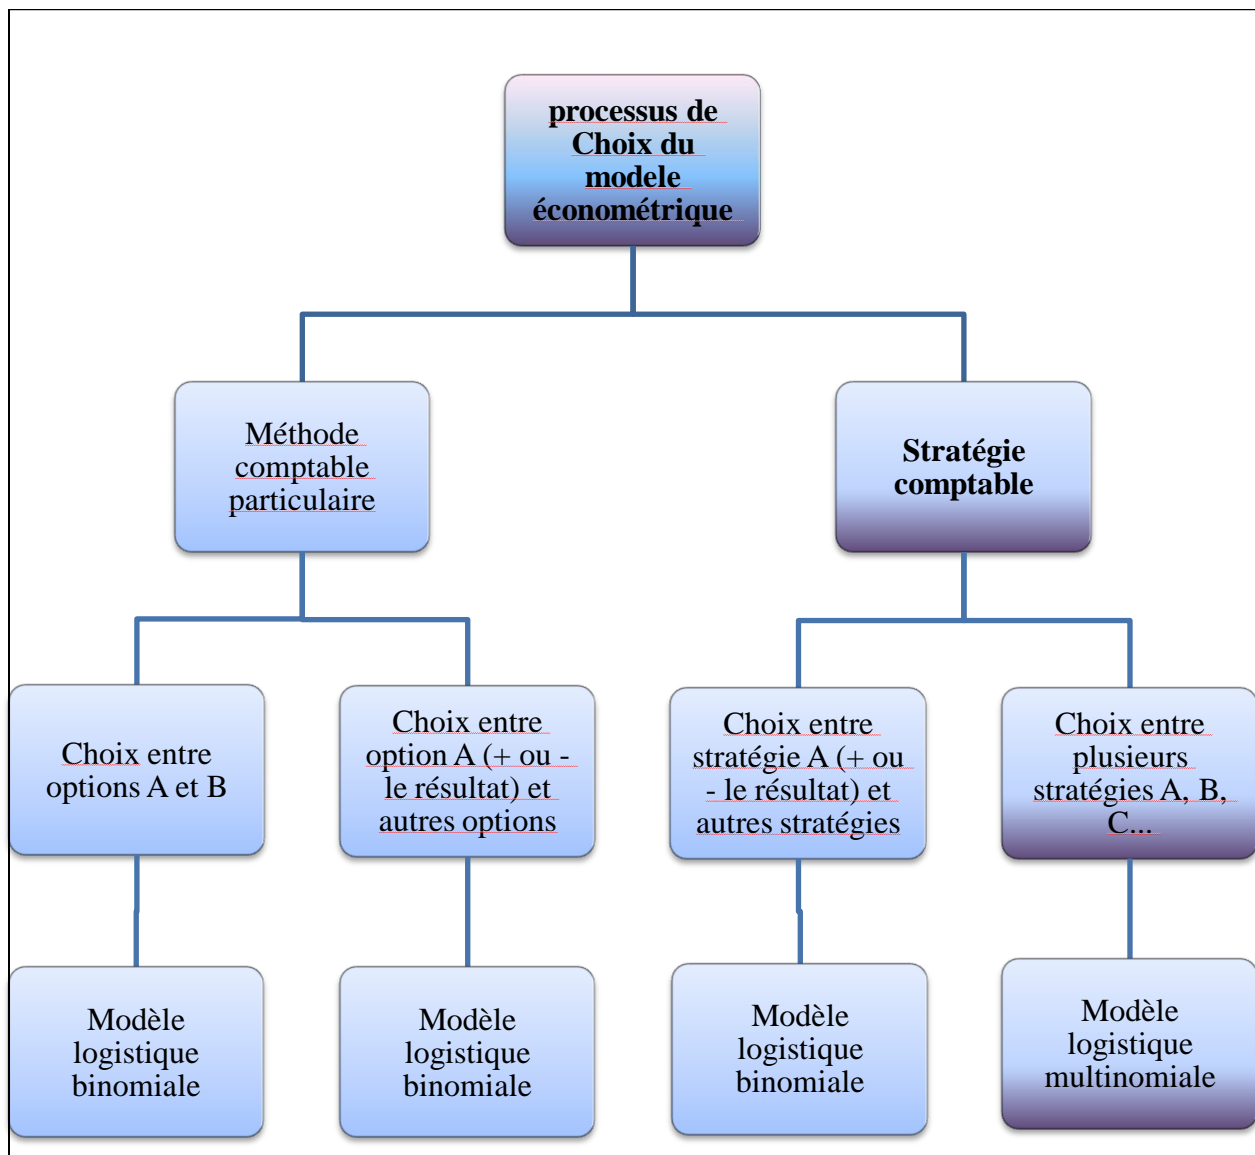 processus de
Choix du
modele
économétrique
Méthode
comptable
particulaire
Stratégie
comptable
Choix entre
options A et B
Choix entre
option A (+ ou -
le résultat) et
autres options
Choix entre
stratégie A (+ ou
- le résultat) et
autres stratégies
Choix entre
plusieurs
stratégies A, B,
C...
Modèle
logistique
binomiale
Modèle
logistique
binomiale
Modèle
logistique
binomiale
Modèle
logistique
multinomiale